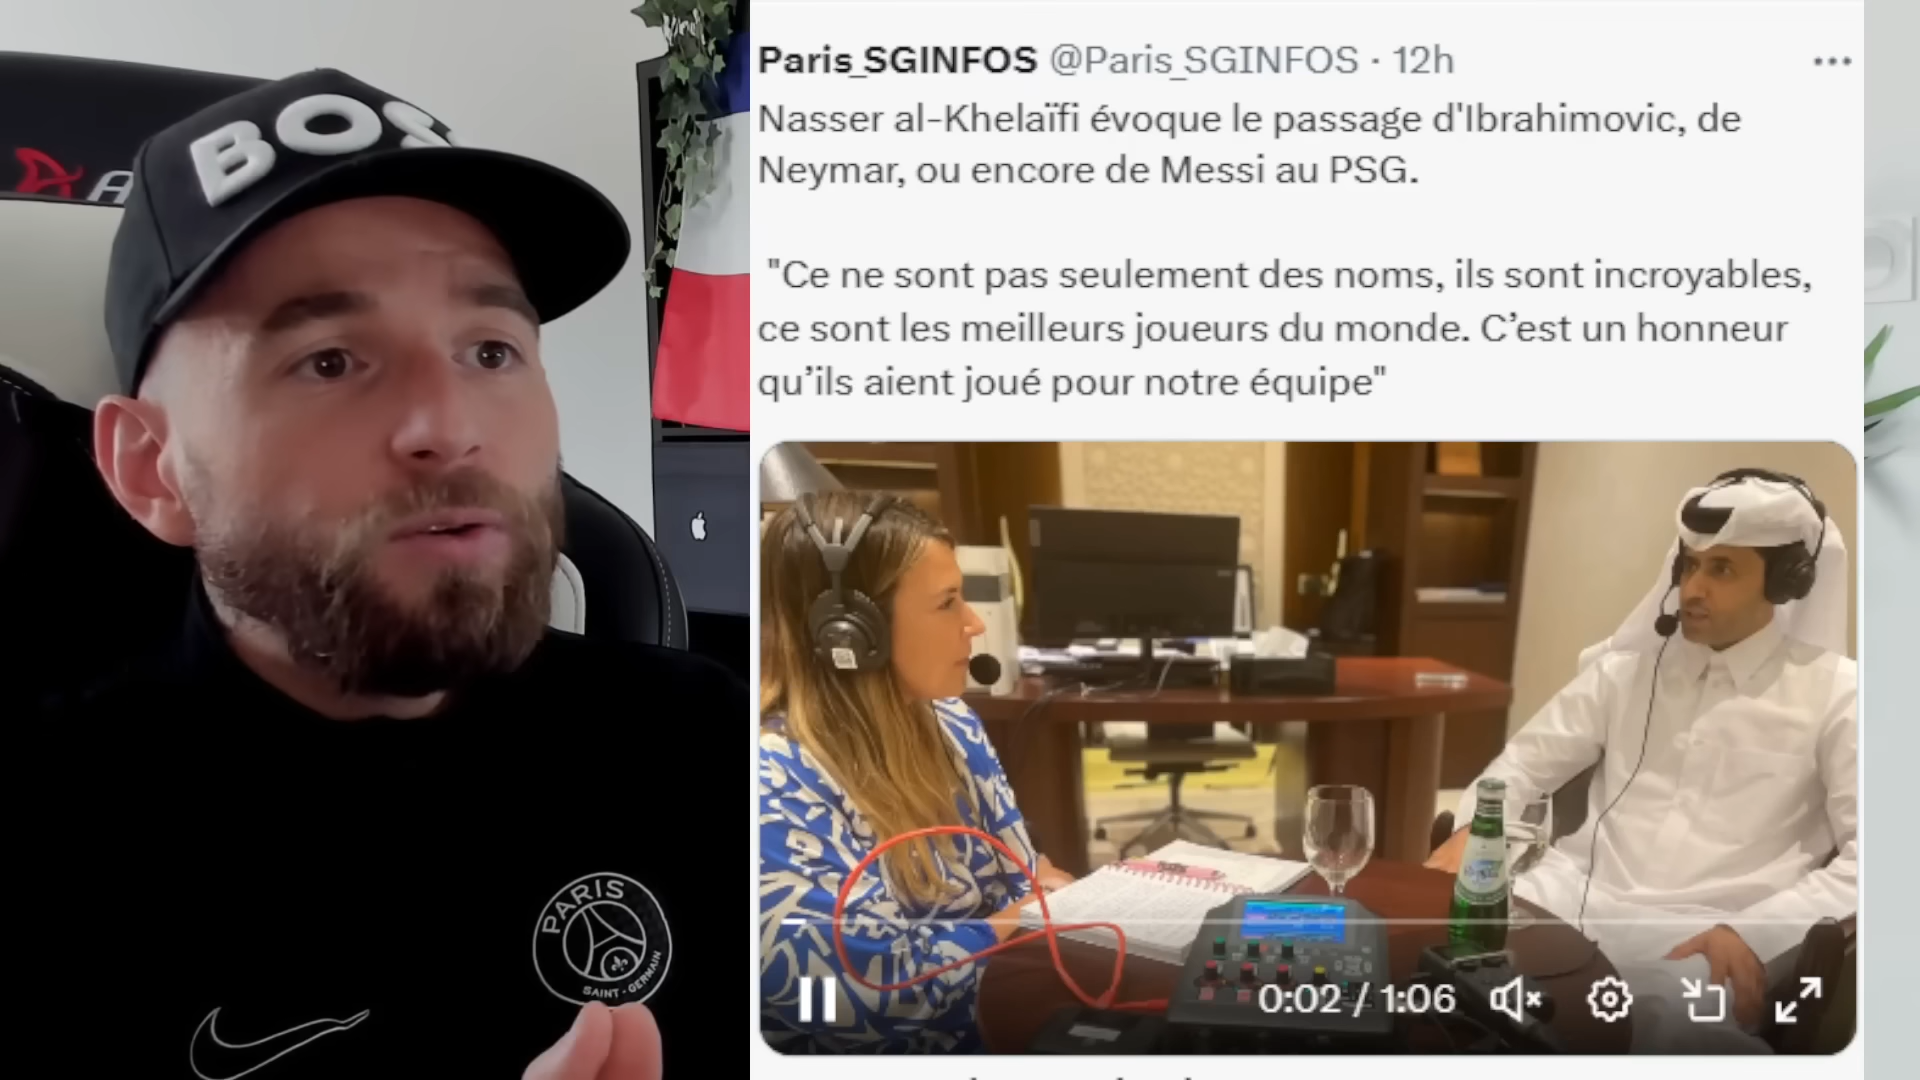 BOS
Paris_SGINFOS @Paris_SGINFOS · 12h
Nasser al-Khelaïfi évoque le passage d'Ibrahimovic, de
Neymar, ou encore de Messi au PSG.
"Ce ne sont pas seulement des noms, ils sont incroyables,
ce sont les meilleurs joueurs du monde. C’est un honneur
qu’ils aient joué pour notre équipe"
PARIS
SAINT-GERMAIN
0:02 / 1:06